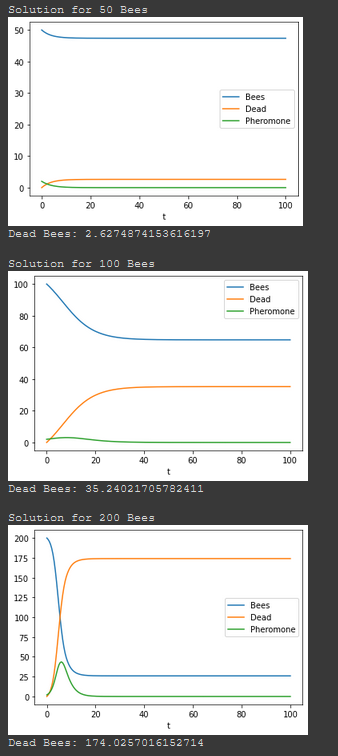 Solution for 50 Bees
50
40
30
20
10
0
Bees
Dead
Pheromone
0 20 40 60 80 100
t
Dead Bees: 2.6274874153616197
Solution for 100 Bees
100
80
60
40
20
0
Bees
Dead
Pheromone
0 20 40 60 80 100
t
Dead Bees: 35.24021705782411
Solution for 200 Bees
200
175
150
125
100
75
50
25
0
Bees
Dead
Pheromone
0 20 40 60 80 100
t
Dead Bees: 174.0257016152714